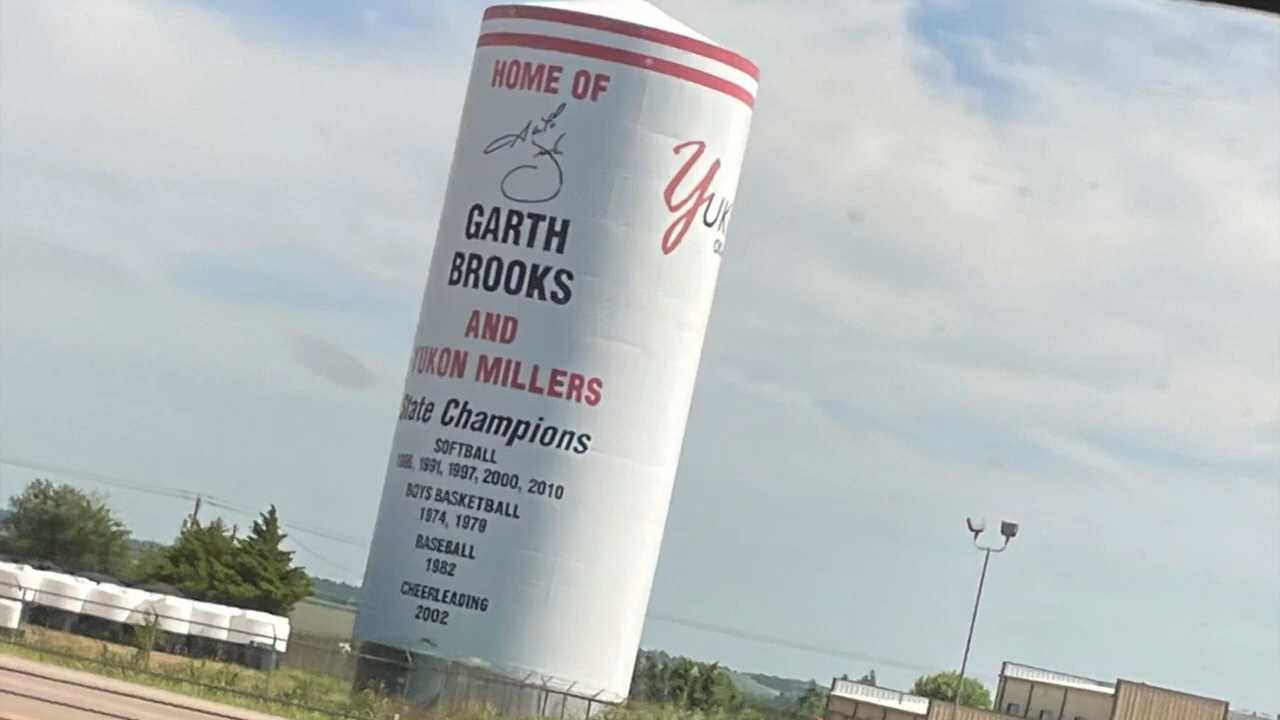 HOME OF
GARTH
BROOKS
AND
YUKON MILLERS
State Champions
SOFTBALL
1991, 1997, 2000, 2010
BOYS BASKETBALL
1974, 1979
BASEBALL
1982
CHEERLEADING
2002
YUK